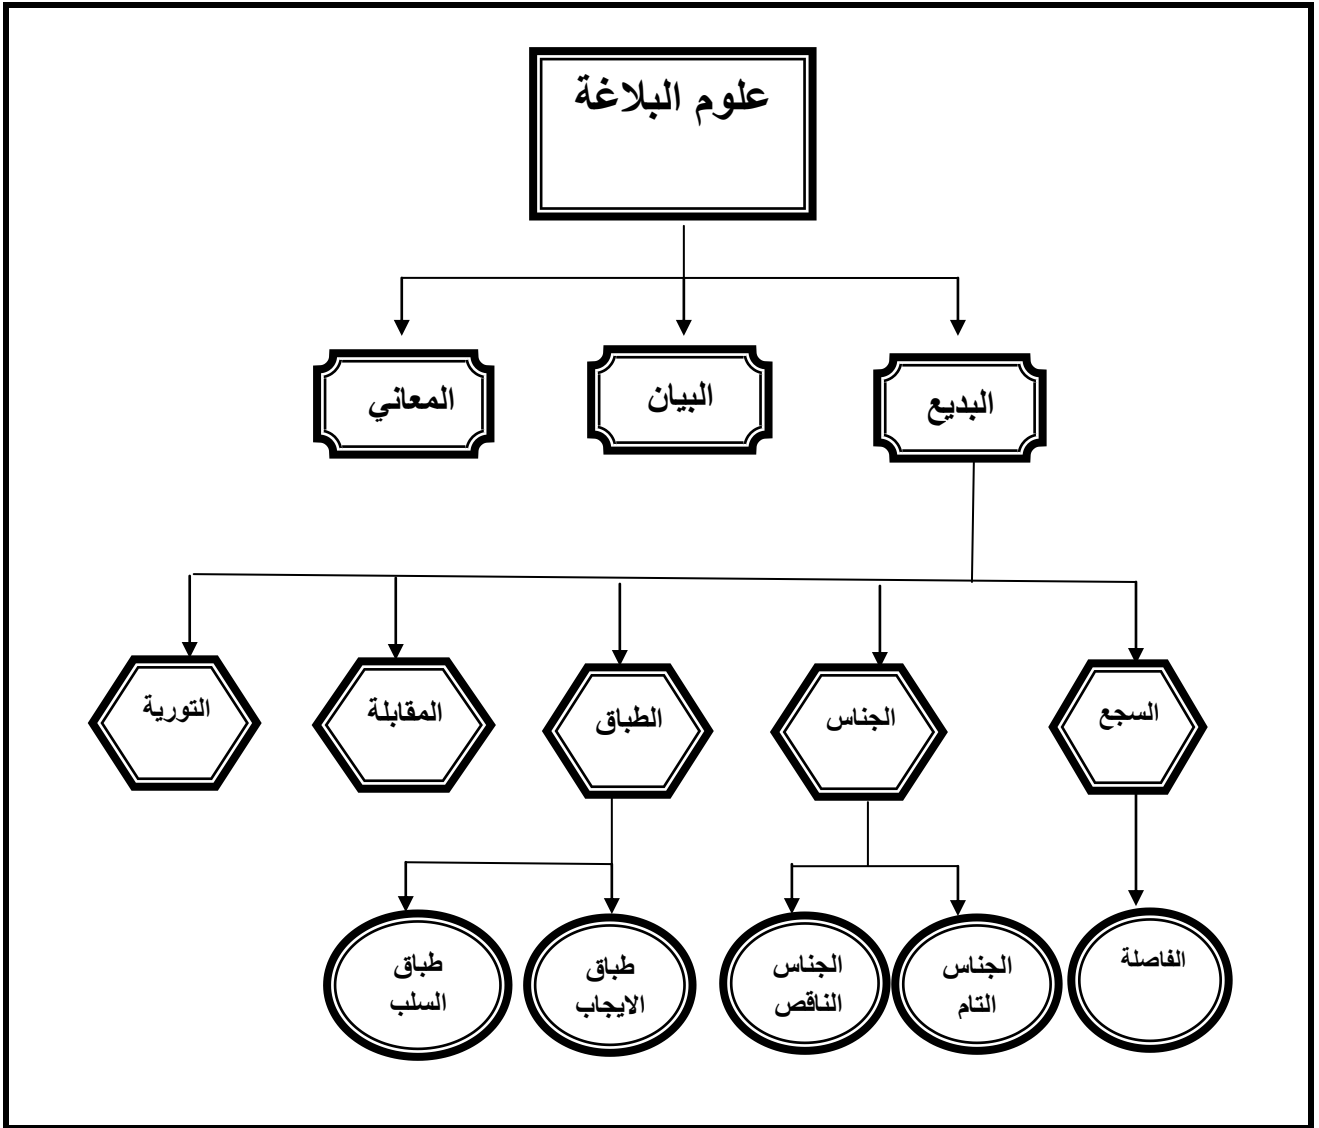 علوم البلاغة
البديع
البيان
المعاني
السجع
الجناس
الطباق
المقابلة
التورية
الفاصلة
الجناس
التام
الجناس
الناقص
طباق
الايجاب
طباق
السلب